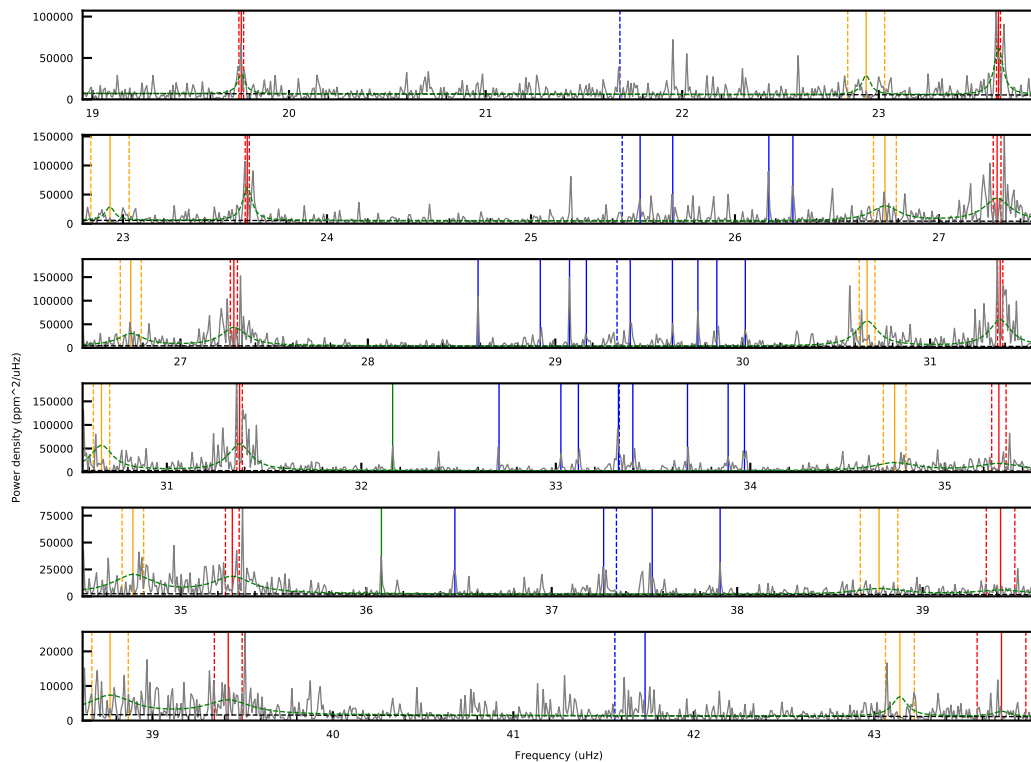 100000
50000
0
19 20 21 22 23
150000
100000
50000
0
23 24 25 26 27
150000
100000
50000
0
27 28 29 30 31
150000
100000
50000
0
31 32 33 34 35
75000
50000
25000
0
35 36 37 38 39
20000
10000
0
39 40 41 42 43
Power density (ppm^2/uHz)
Frequency (uHz)